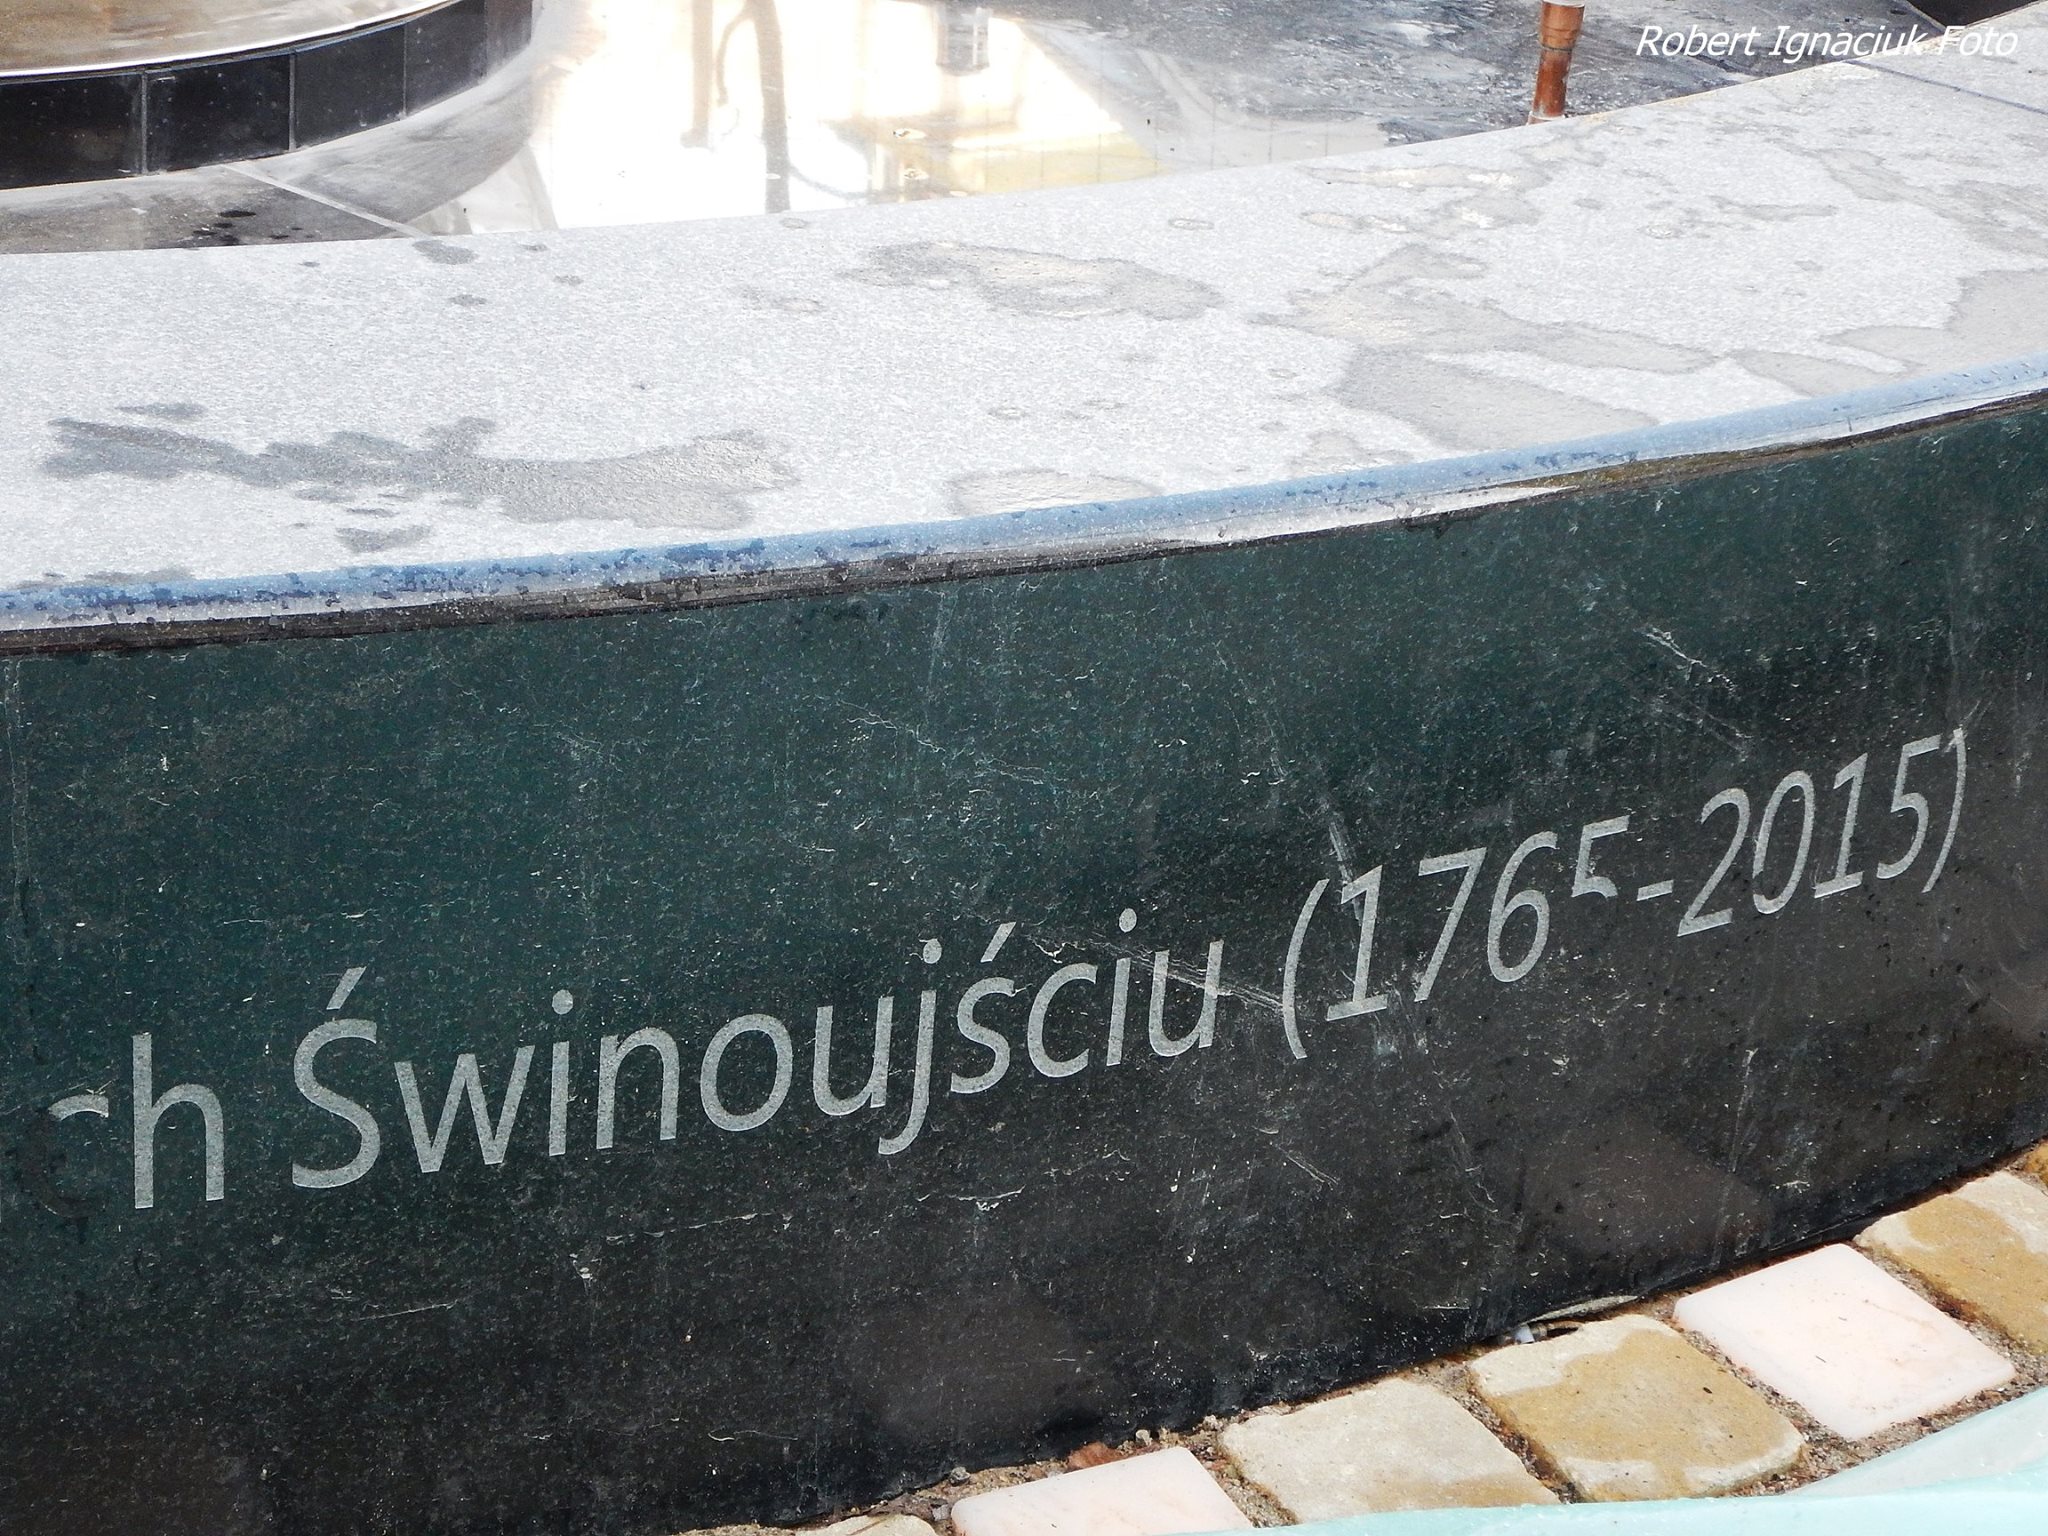 Robert Ignaciuk Foto
ch Świnoujściu (1765-2015)